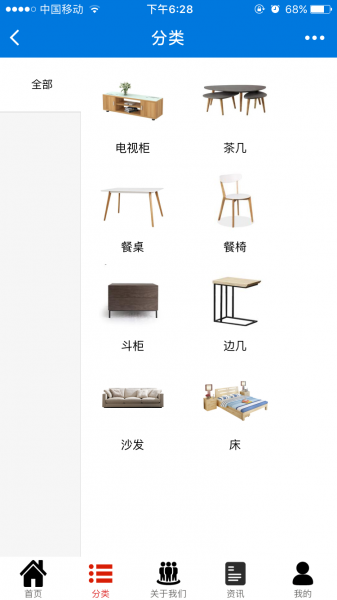 中国移动 下午6:28 68%
分类
全部
电视柜 茶几
餐桌 餐椅
斗柜 边几
沙发 床
首页 分类 关于我们 资讯 我的